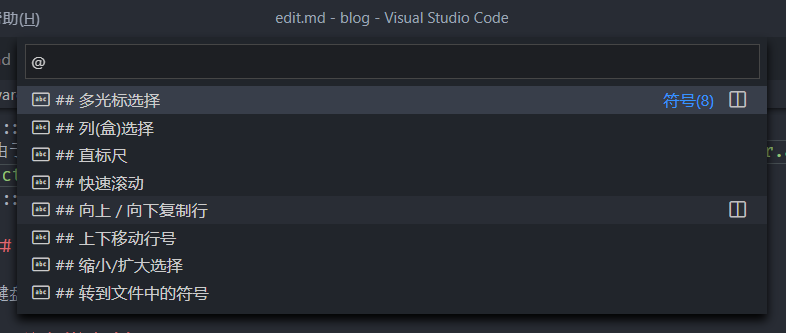 帮助(H)
edit.md - blog - Visual Studio Code
@
## 多光标选择
符号(8)
## 列(盒)选择
## 直标尺
## 快速滚动
## 向上 / 向下复制行
## 上下移动行号
## 缩小/扩大选择
## 转到文件中的符号